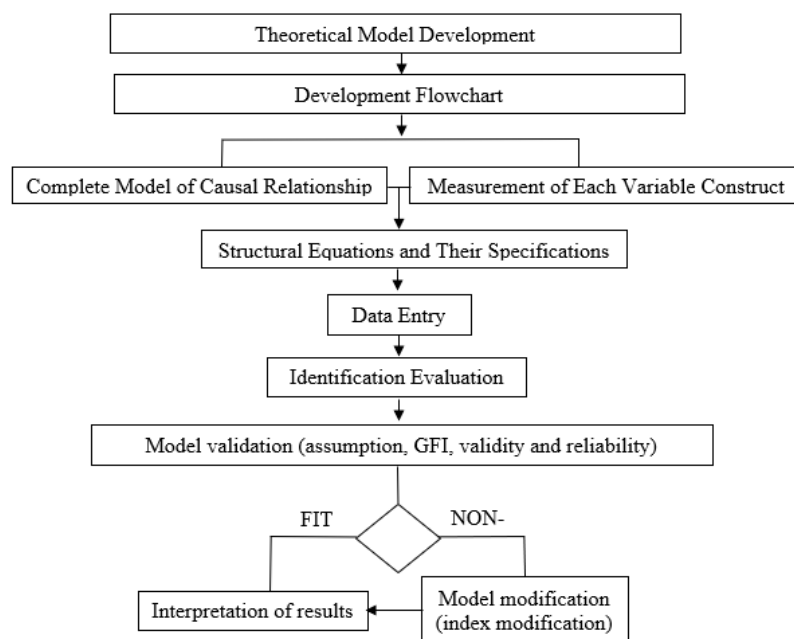 Theoretical Model Development
Development Flowchart
Complete Model of Causal Relationship
Measurement of Each Variable Construct
Structural Equations and Their Specifications
Data Entry
Identification Evaluation
Model validation (assumption, GFI, validity and reliability)
FIT
NON-
Interpretation of results
Model modification
(index modification)